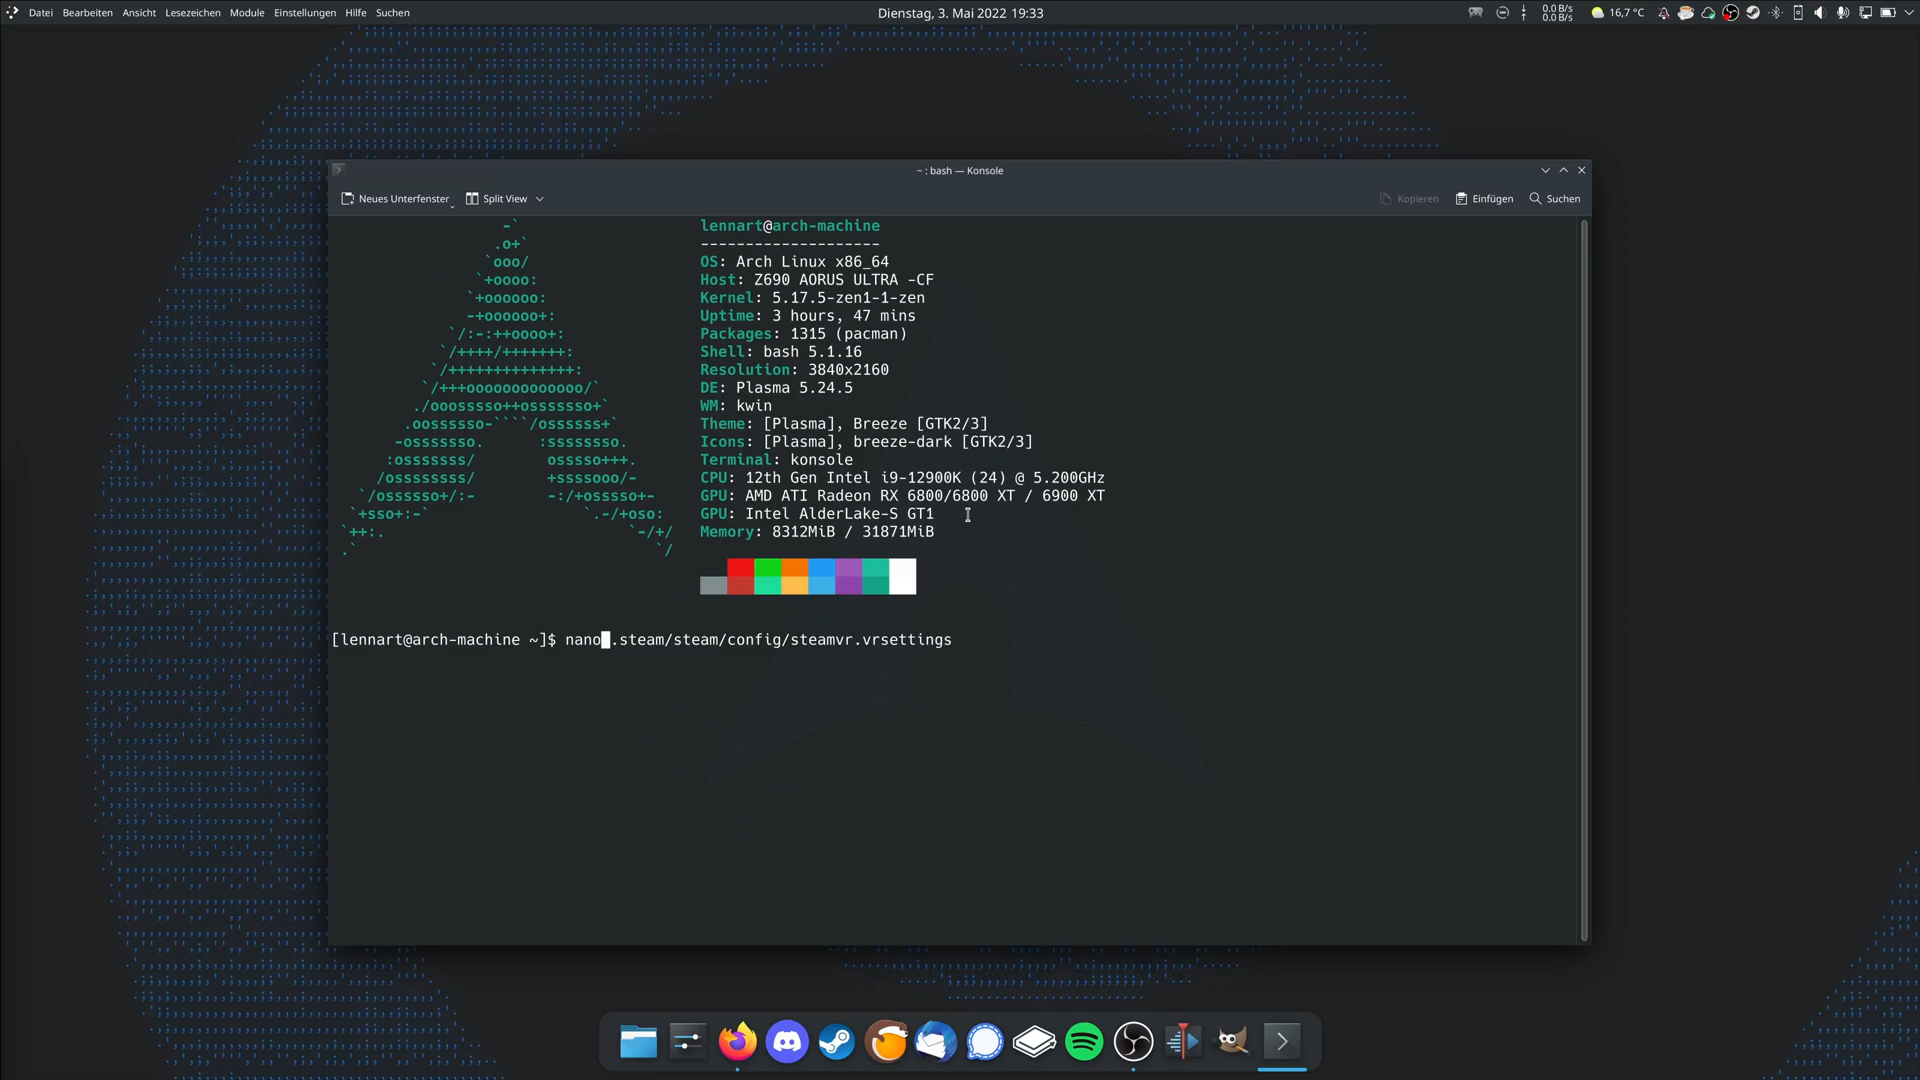 Datei Bearbeiten Ansicht Lesezeichen Module Einstellungen Hilfe Suchen
Dienstag, 3. Mai 2022 19:33
0.0 B/s
0.0 B/s
16,7 °C
~ : bash — Konsole
Neues Unterfenster Split View
Kopieren Einfügen Suchen
lennart@arch-machine
--------------------
OS: Arch Linux x86_64
Host: Z690 AORUS ULTRA -CF
Kernel: 5.17.5-zen1-1-zen
Uptime: 3 hours, 47 mins
Packages: 1315 (pacman)
Shell: bash 5.1.16
Resolution: 3840x2160
DE: Plasma 5.24.5
WM: kwin
Theme: [Plasma], Breeze [GTK2/3]
Icons: [Plasma], breeze-dark [GTK2/3]
Terminal: konsole
CPU: 12th Gen Intel i9-12900K (24) @ 5.200GHz
GPU: AMD ATI Radeon RX 6800/6800 XT / 6900 XT
GPU: Intel AlderLake-S GT1
Memory: 8312MiB / 31871MiB
[lennart@arch-machine ~]$ nano .steam/steam/config/steamvr.vrsettings